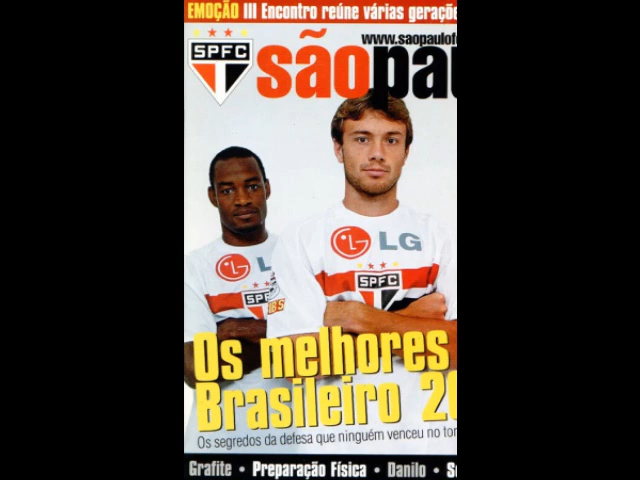 EMOÇÃO III Encontro reúne várias geraçõe
www.saopaulofc
SPFC
sãopau
LG LG
SPFC SPFC
Os melhores
Brasileiro 20
Os segredos da defesa que ninguém venceu no tor
Grafite • Preparação Física • Danilo • S